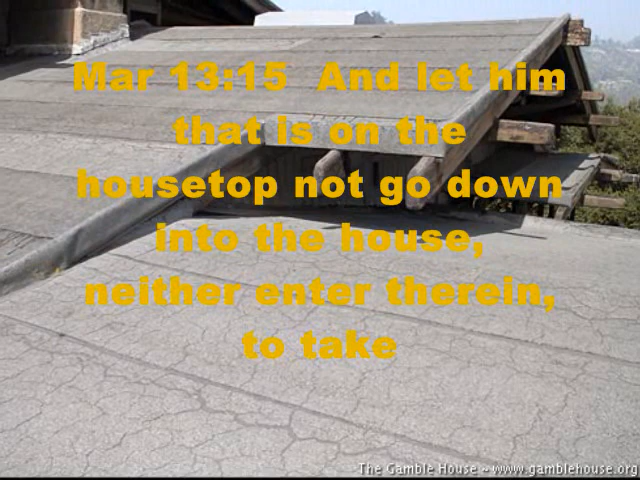 Mar 13:15  And let him
that is on the
housetop not go down
into the house,
neither enter therein,
to take
The Gamble House ~ www.gamblehouse.org